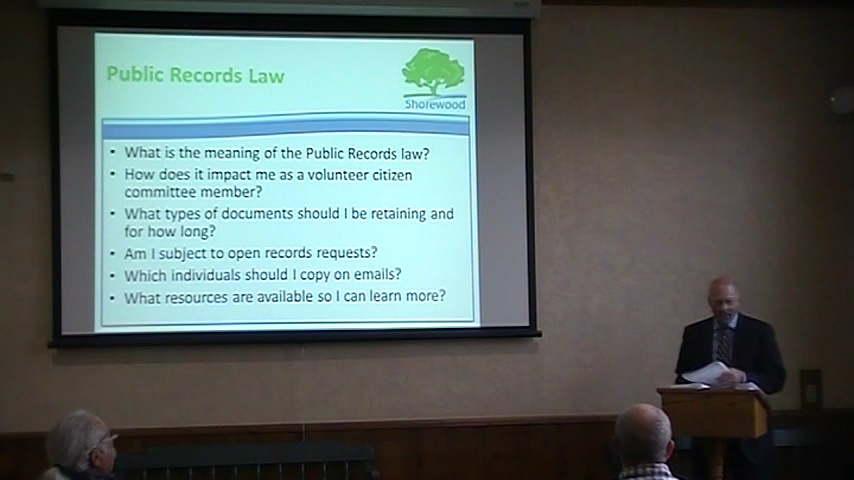 Public Records Law
Shorewood
• What is the meaning of the Public Records law?
• How does it impact me as a volunteer citizen
committee member?
• What types of documents should I be retaining and
for how long?
• Am I subject to open records requests?
• Which individuals should I copy on emails?
• What resources are available so I can learn more?